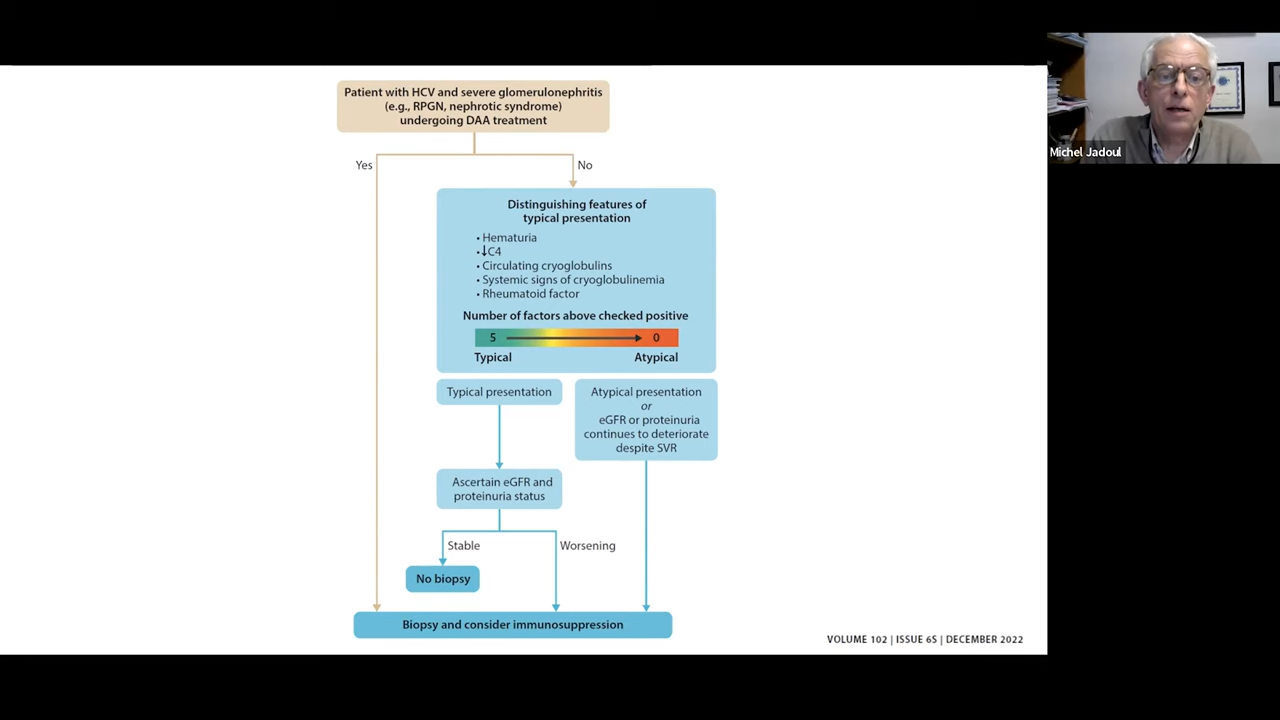 Patient with HCV and severe glomerulonephritis
(e.g., RPGN, nephrotic syndrome)
undergoing DAA treatment
Yes
No
Distinguishing features of
typical presentation
• Hematuria
• ↓C4
• Circulating cryoglobulins
• Systemic signs of cryoglobulinemia
• Rheumatoid factor
Number of factors above checked positive
5 0
Typical Atypical
Typical presentation
Atypical presentation
or
eGFR or proteinuria
continues to deteriorate
despite SVR
Ascertain eGFR and
proteinuria status
Stable
Worsening
No biopsy
Biopsy and consider immunosuppression
VOLUME 102 | ISSUE 6S | DECEMBER 2022
Michel Jadoul